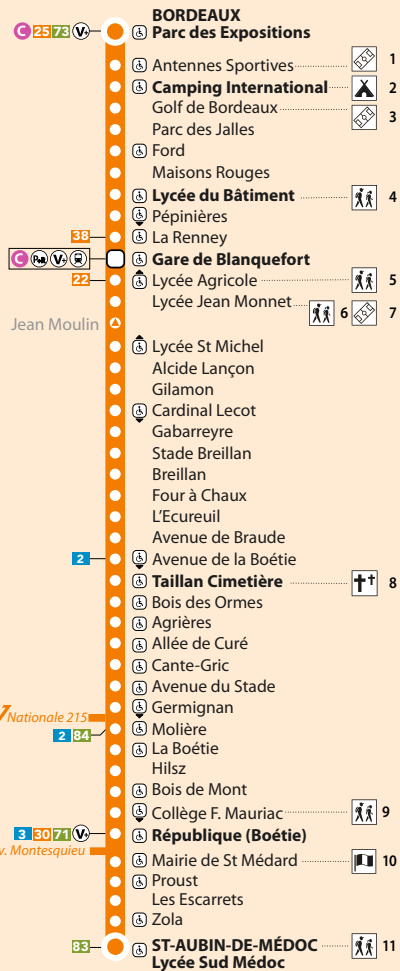 BORDEAUX
C 25 73 V+ Parc des Expositions
Antennes Sportives 1
Camping International 2
Golf de Bordeaux 3
Parc des Jalles
Ford
Maisons Rouges
Lycée du Bâtiment 4
Pépinières
38 La Renney
C P+R V+ Gare de Blanquefort
22 Lycée Agricole 5
Lycée Jean Monnet 6 7
Jean Moulin
Lycée St Michel
Alcide Lançon
Gilamon
Cardinal Lecot
Gabarreyre
Stade Breillan
Breillan
Four à Chaux
L'Ecureuil
Avenue de Braude
2 Avenue de la Boétie
Taillan Cimetière 8
Bois des Ormes
Agrières
Allée de Curé
Cante-Gric
Avenue du Stade
Germignan
Nationale 215
2 84 Molière
La Boétie
Hilsz
Bois de Mont
Collège F. Mauriac 9
3 30 71 V+ République (Boétie)
v. Montesquieu
Mairie de St Médard 10
Proust
Les Escarrets
Zola
83 ST-AUBIN-DE-MÉDOC 11
Lycée Sud Médoc